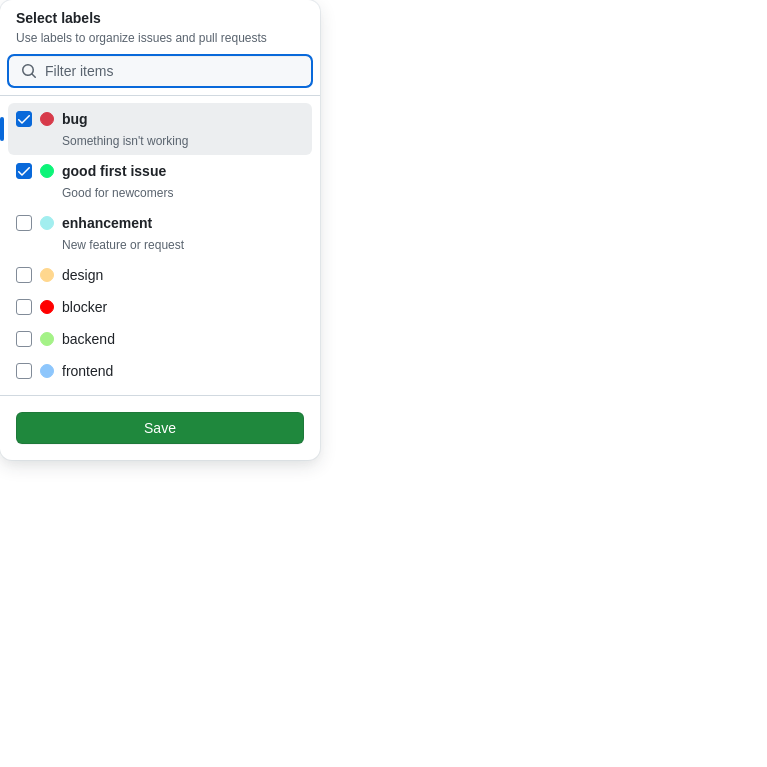 Select labels
Use labels to organize issues and pull requests
Filter items
bug
Something isn't working
good first issue
Good for newcomers
enhancement
New feature or request
design
blocker
backend
frontend
Save